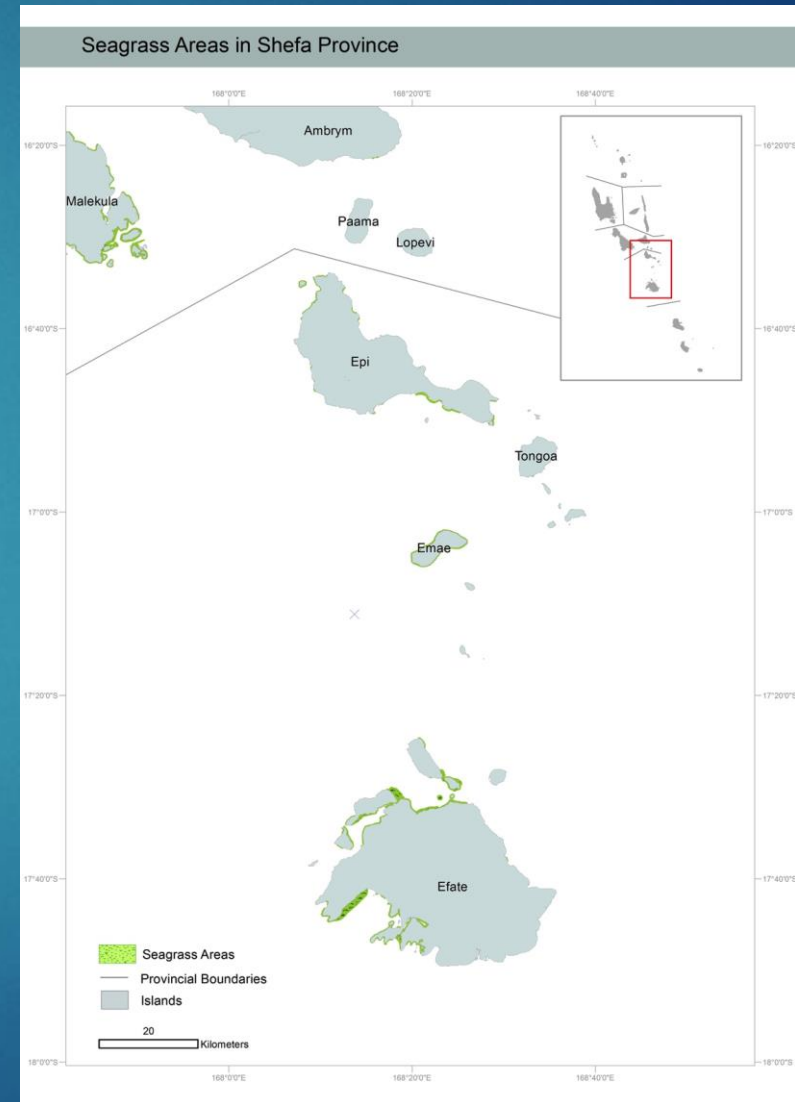 Seagrass Areas in Shefa Province
168°0'0"E 168°20'0"E 168°40'0"E
Ambrym
16°20'0"S 16°20'0"S
Malekula
Paama
Lopevi
16°40'0"S 16°40'0"S
Epi
Tongoa
17°0'0"S 17°0'0"S
Emae
17°20'0"S 17°20'0"S
17°40'0"S 17°40'0"S
Efate
Seagrass Areas
Provincial Boundaries
Islands
20
Kilometers
18°0'0"S 18°0'0"S
168°0'0"E 168°20'0"E 168°40'0"E